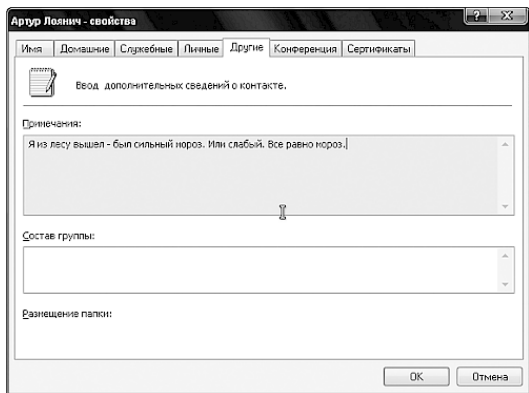 Артур Лоянич - свойства
Имя Домашние Служебные Личные Другие Конференция Сертификаты
Ввод дополнительных сведений о контакте.
Примечания:
Я из лесу вышел - был сильный мороз. Или слабый. Все равно мороз.
Состав группы:
Размещение папки:
OK Отмена